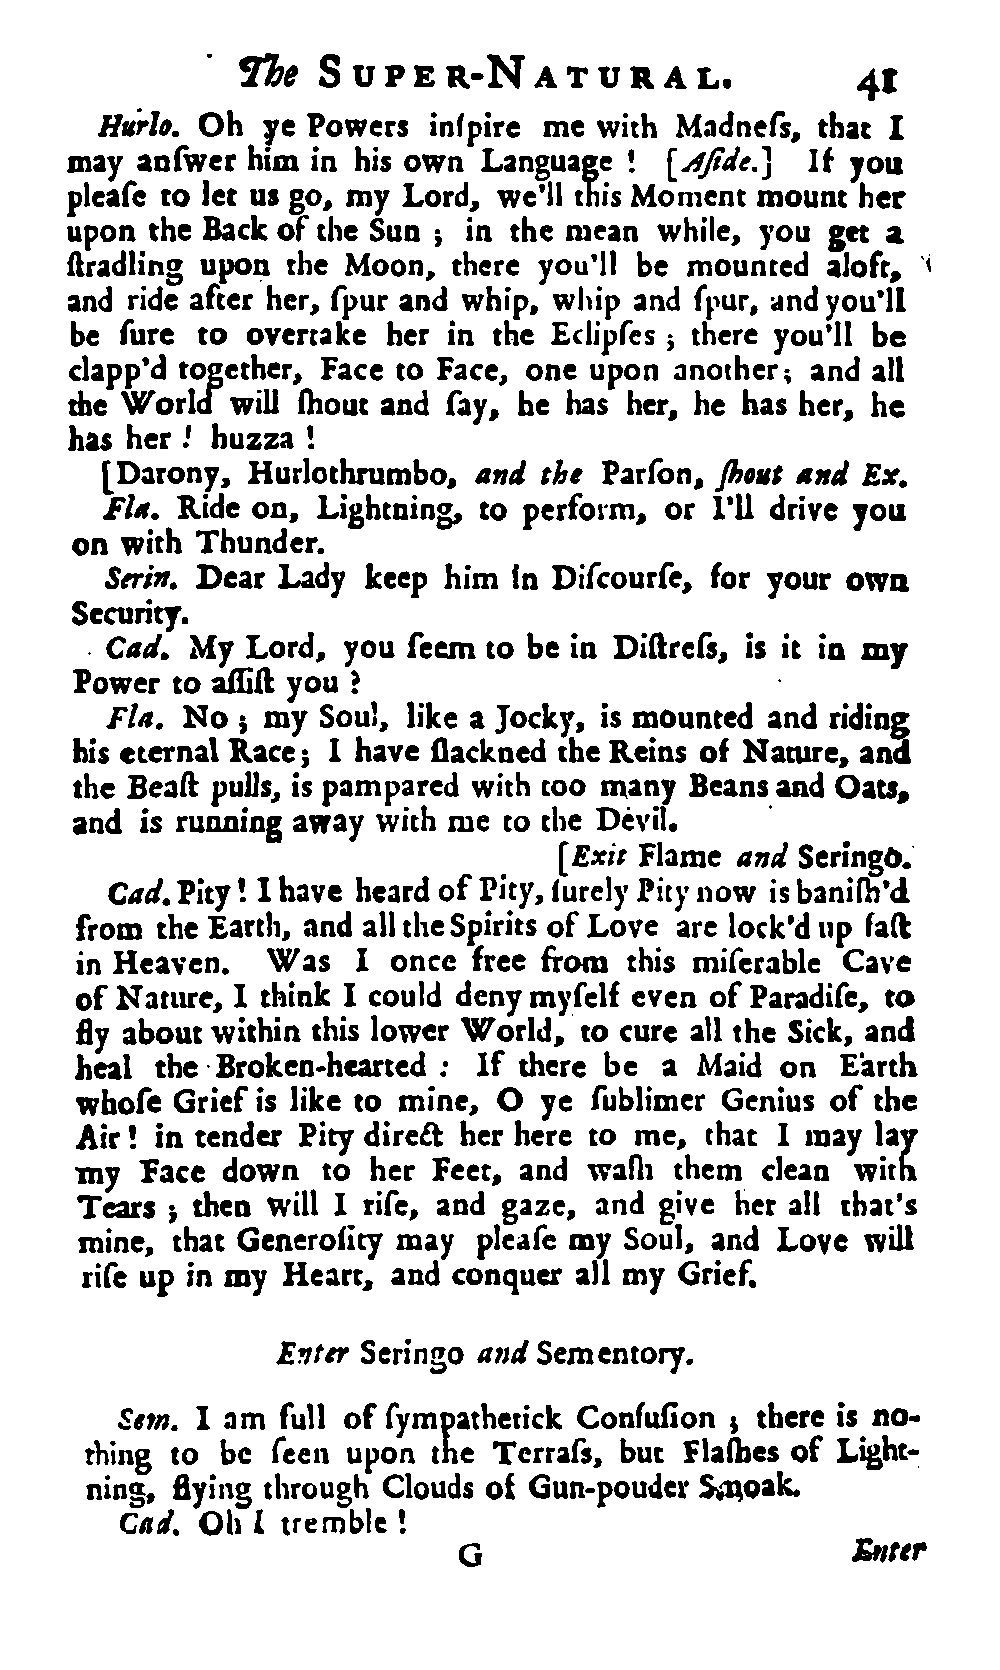 The SUPER-NATURAL. 41
Hurlo. Oh ye Powers inſpire me with Madneſs, that I
may anſwer him in his own Language ! [Aſide.] If you
pleaſe to let us go, my Lord, we'll this Moment mount her
upon the Back of the Sun ; in the mean while, you get a
ſtradling upon the Moon, there you'll be mounted aloft,
and ride after her, ſpur and whip, whip and ſpur, and you'll
be ſure to overtake her in the Eclipſes ; there you'll be
clapp'd together, Face to Face, one upon another; and all
the World will ſhout and ſay, he has her, he has her, he
has her ! huzza !
[Darony, Hurlothrumbo, and the Parſon, ſhout and Ex.
Fla. Ride on, Lightning, to perform, or I'll drive you
on with Thunder.
Serin. Dear Lady keep him in Diſcourſe, for your own
Security.
Cad. My Lord, you ſeem to be in Diſtreſs, is it in my
Power to aſſiſt you ?
Fla. No ; my Soul, like a Jocky, is mounted and riding
his eternal Race; I have ſlackned the Reins of Nature, and
the Beaſt pulls, is pampared with too many Beans and Oats,
and is running away with me to the Devil.
[Exit Flame and Seringo.
Cad. Pity ! I have heard of Pity, ſurely Pity now is baniſh'd
from the Earth, and all the Spirits of Love are lock'd up faſt
in Heaven. Was I once free from this miſerable Cave
of Nature, I think I could deny myſelf even of Paradiſe, to
fly about within this lower World, to cure all the Sick, and
heal the Broken-hearted : If there be a Maid on Earth
whoſe Grief is like to mine, O ye ſublimer Genius of the
Air ! in tender Pity direct her here to me, that I may lay
my Face down to her Feet, and waſh them clean with
Tears ; then will I riſe, and gaze, and give her all that's
mine, that Generoſity may pleaſe my Soul, and Love will
riſe up in my Heart, and conquer all my Grief.
Enter Seringo and Sementory.
Sem. I am full of ſympathetick Confuſion ; there is no-
thing to be ſeen upon the Terraſs, but Flaſhes of Light-
ning, flying through Clouds of Gun-pouder Smoak.
Cad. Oh I tremble !
G Enter